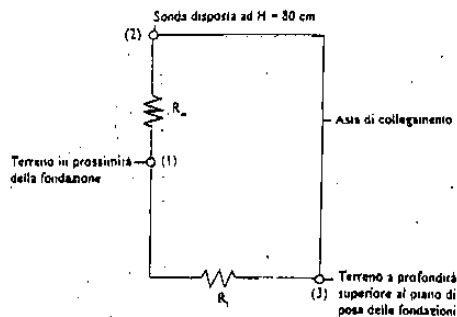 Sonda disposta ad H = 80 cm
(2)
R
Asta di collegamento
Terreno in prossimità
della fondazione
(1)
Terreno a profondità
superiore al piano di
posa delle fondazioni
(3)
R